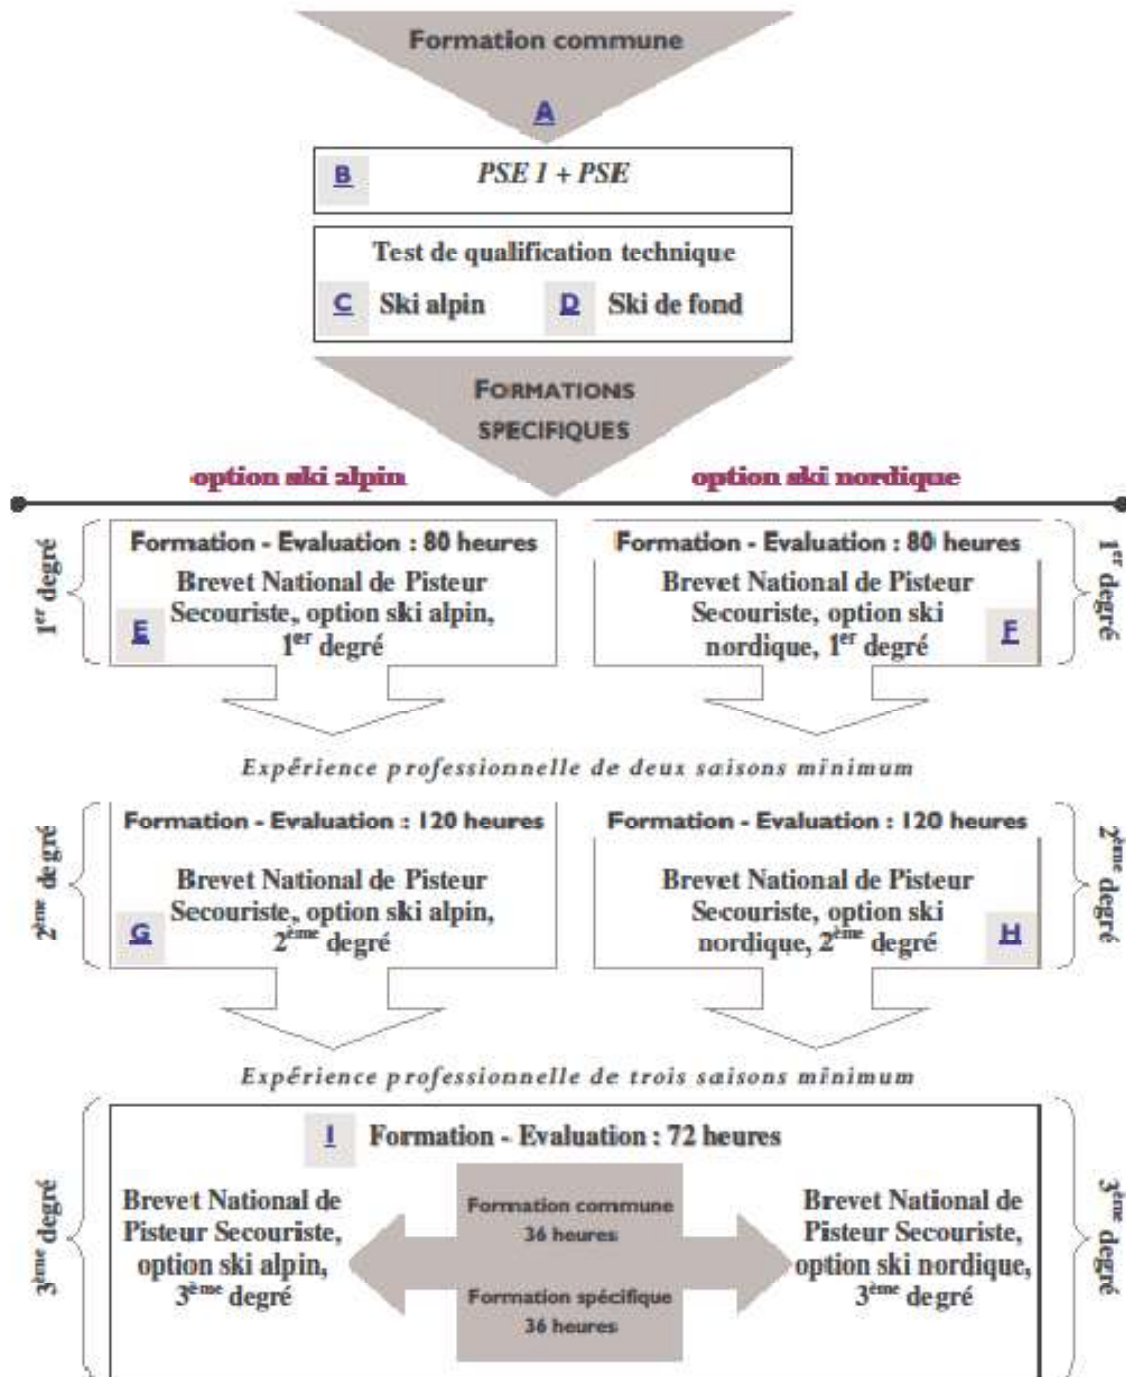 Formation commune
A
B PSE 1 + PSE
Test de qualification technique
C Ski alpin D Ski de fond
FORMATIONS
SPECIFIQUES
option ski alpin
option ski nordique
1er degré
Formation - Evaluation : 80 heures
Brevet National de Pisteur
Secouriste, option ski alpin,
1er degré
E
Formation - Evaluation : 80 heures
Brevet National de Pisteur
Secouriste, option ski
nordique, 1er degré
F
1er degré
Expérience professionnelle de deux saisons minimum
2ème degré
Formation - Evaluation : 120 heures
Brevet National de Pisteur
Secouriste, option ski alpin,
2ème degré
G
Formation - Evaluation : 120 heures
Brevet National de Pisteur
Secouriste, option ski
nordique, 2ème degré
H
2ème degré
Expérience professionnelle de trois saisons minimum
3ème degré
I Formation - Evaluation : 72 heures
Brevet National de
Pisteur Secouriste,
option ski alpin,
3ème degré
Formation commune
36 heures
Formation spécifique
36 heures
Brevet National de
Pisteur Secouriste,
option ski nordique,
3ème degré
3ème degré